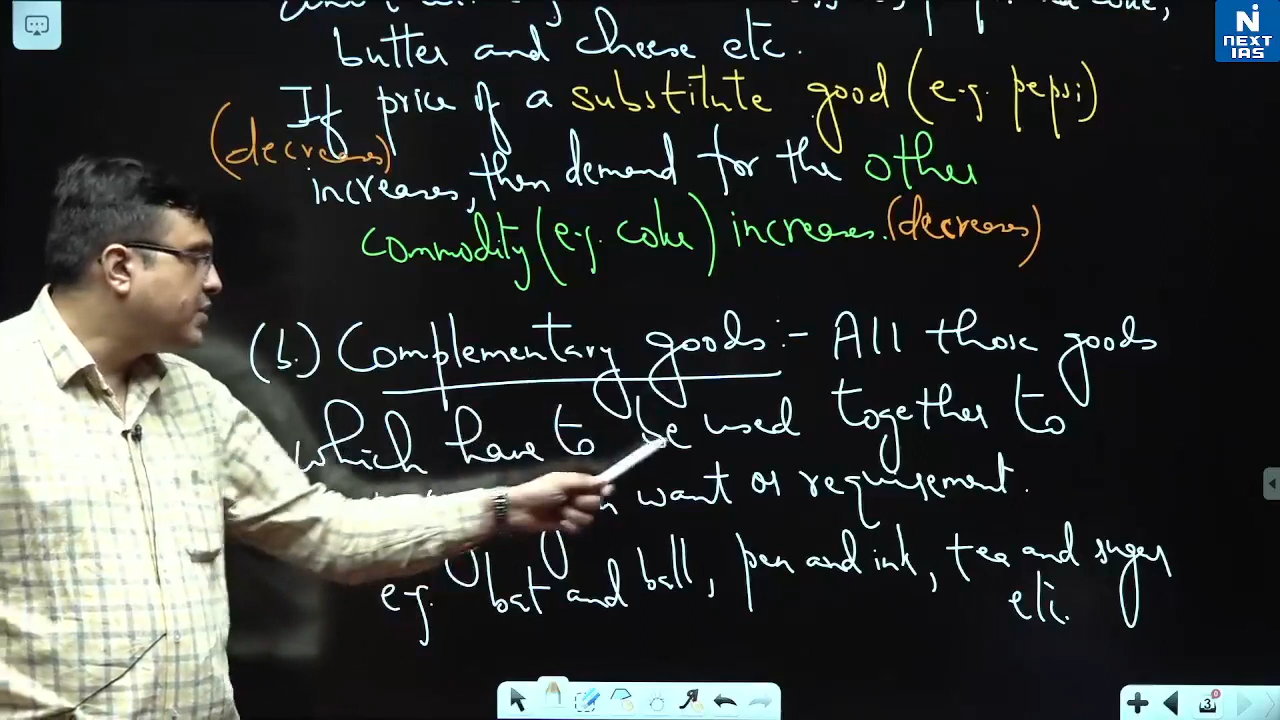 butter and cheese etc.
If price of a substitute good (e.g. pepsi)
(decreases)
increases, then demand for the other
commodity (e.g. coke) increases. (decreases)
(b.) Complementary goods :- All those goods
which have to be used together to
want or requirement.
e.g. bat and ball, pen and ink, tea and sugar
etc.
NEXT
IAS
3